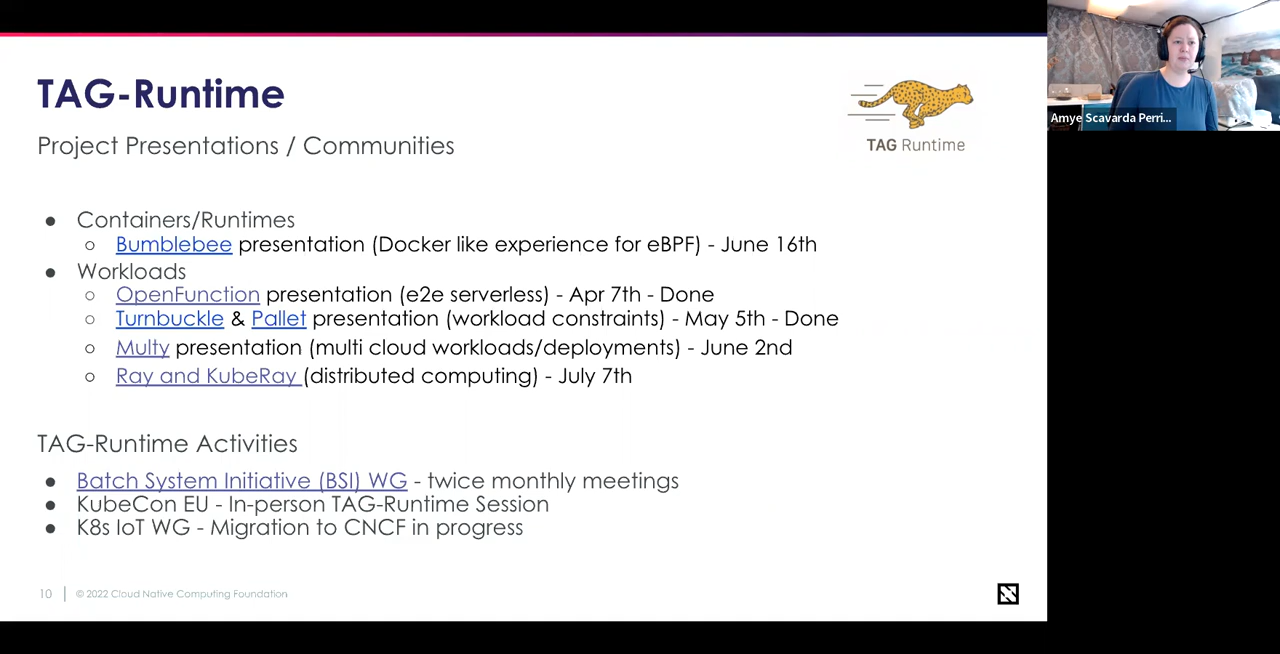 TAG-Runtime
Project Presentations / Communities
TAG Runtime
Amye Scavarda Perri...
● Containers/Runtimes
○ Bumblebee presentation (Docker like experience for eBPF) - June 16th
● Workloads
○ OpenFunction presentation (e2e serverless) - Apr 7th - Done
○ Turnbuckle & Pallet presentation (workload constraints) - May 5th - Done
○ Multy presentation (multi cloud workloads/deployments) - June 2nd
○ Ray and KubeRay (distributed computing) - July 7th
TAG-Runtime Activities
● Batch System Initiative (BSI) WG - twice monthly meetings
● KubeCon EU - In-person TAG-Runtime Session
● K8s IoT WG - Migration to CNCF in progress
10 | © 2022 Cloud Native Computing Foundation